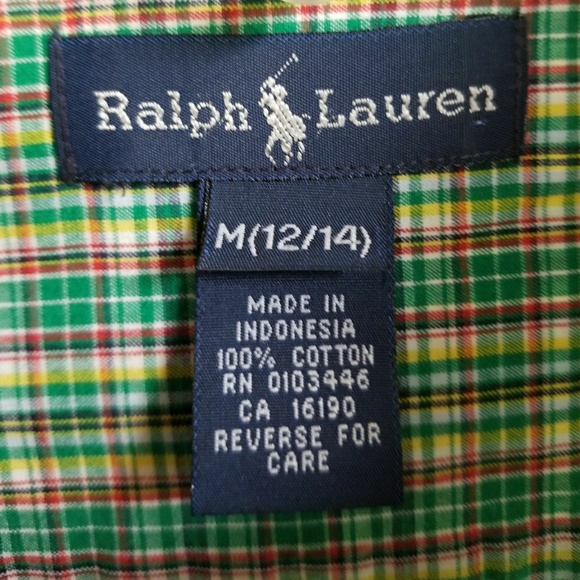 Ralph Lauren
M(12/14)
MADE IN
INDONESIA
100% COTTON
RN 0103446
CA 16190
REVERSE FOR
CARE